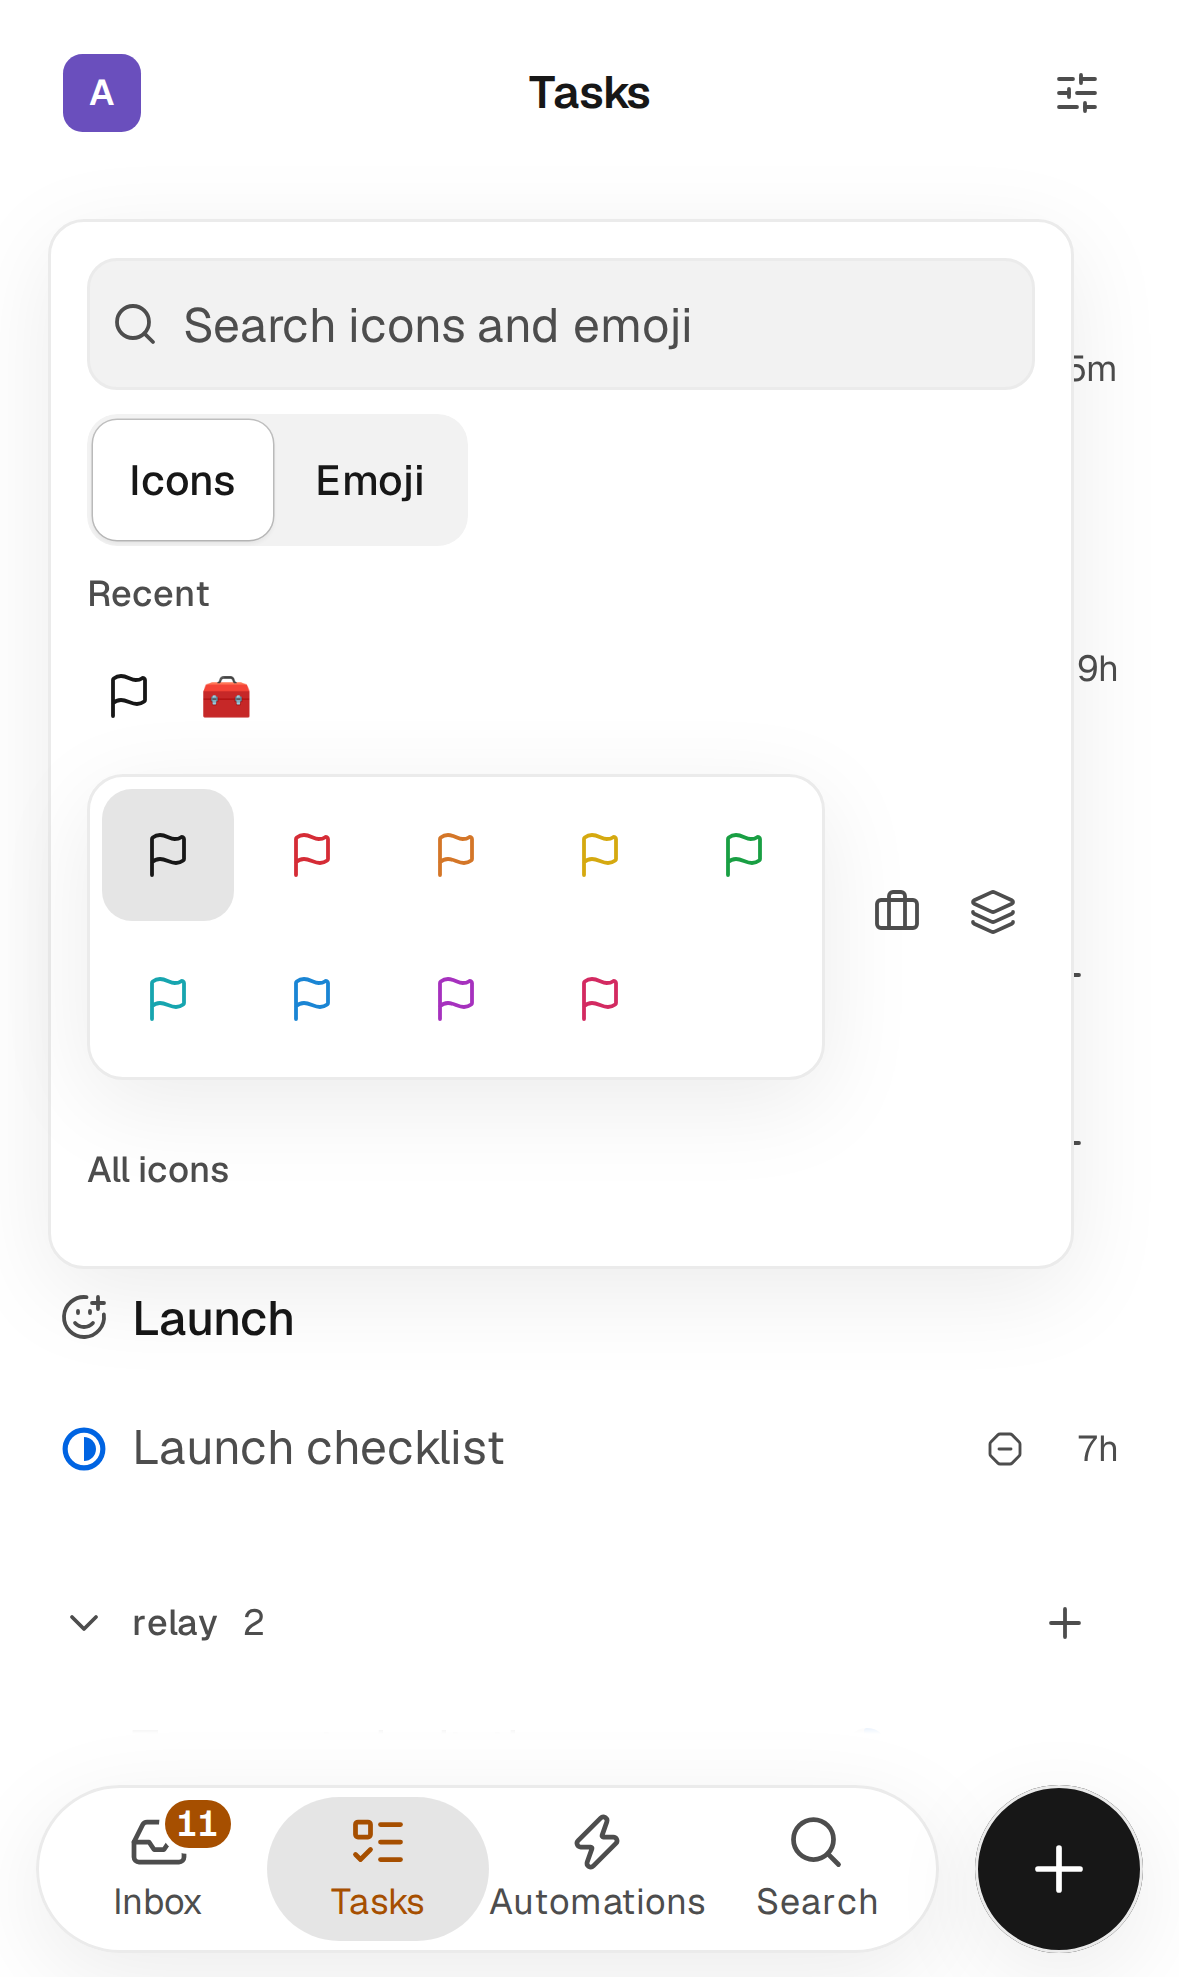 A
Tasks
Search icons and emoji
5m
Icons
Emoji
Recent
9h
All icons
Launch
Launch checklist
7h
relay 2
11
Inbox
Tasks
Automations
Search